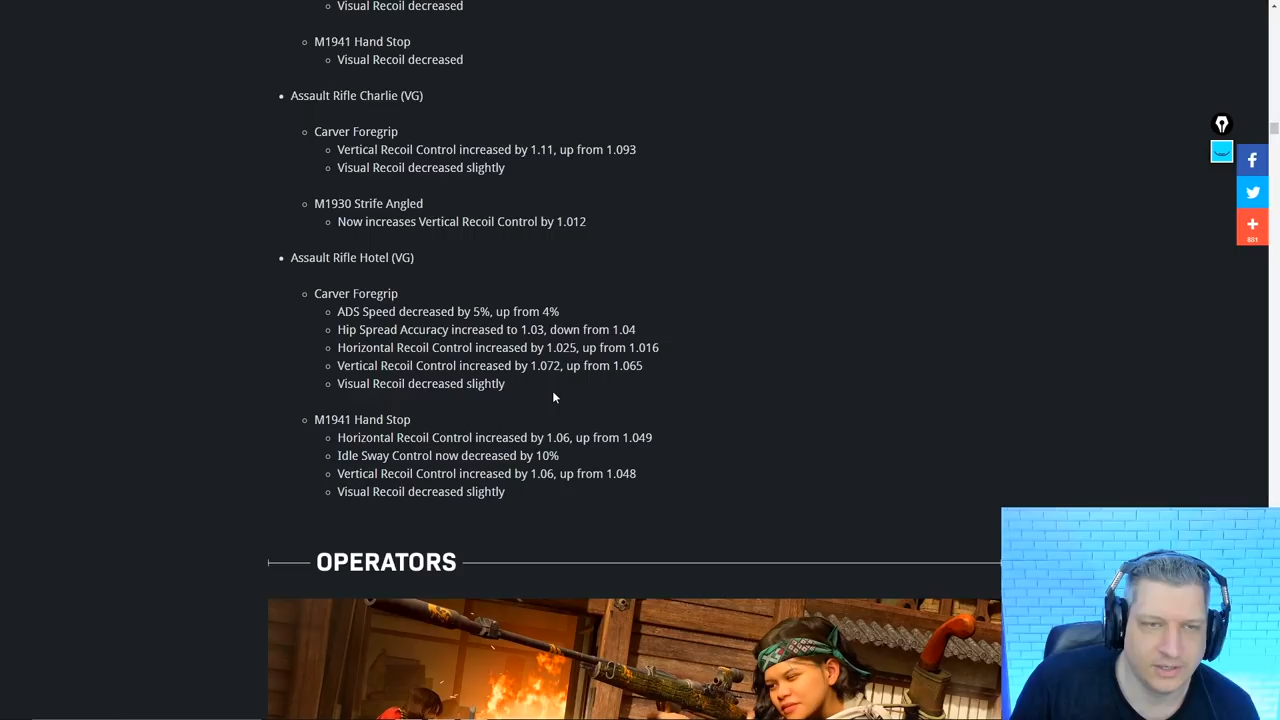 Visual Recoil decreased
M1941 Hand Stop
Visual Recoil decreased
Assault Rifle Charlie (VG)
Carver Foregrip
Vertical Recoil Control increased by 1.11, up from 1.093
Visual Recoil decreased slightly
M1930 Strife Angled
Now increases Vertical Recoil Control by 1.012
Assault Rifle Hotel (VG)
Carver Foregrip
ADS Speed decreased by 5%, up from 4%
Hip Spread Accuracy increased to 1.03, down from 1.04
Horizontal Recoil Control increased by 1.025, up from 1.016
Vertical Recoil Control increased by 1.072, up from 1.065
Visual Recoil decreased slightly
M1941 Hand Stop
Horizontal Recoil Control increased by 1.06, up from 1.049
Idle Sway Control now decreased by 10%
Vertical Recoil Control increased by 1.06, up from 1.048
Visual Recoil decreased slightly
OPERATORS
881